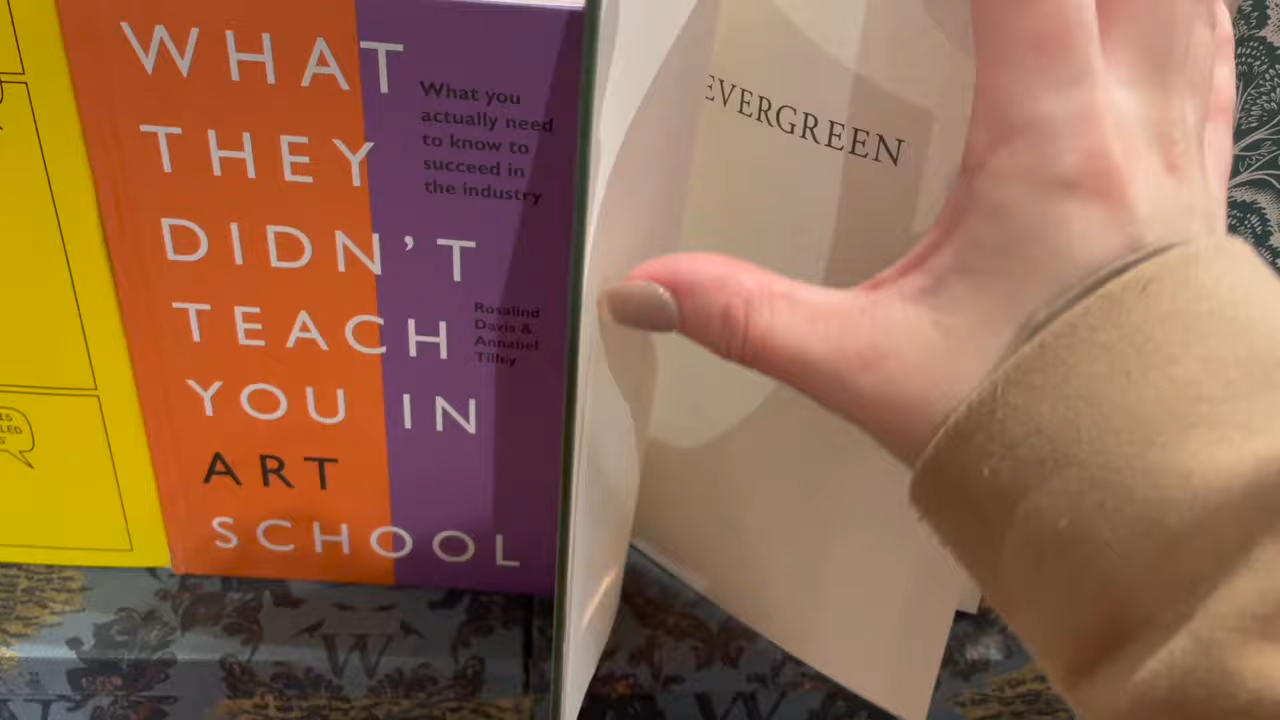 WHAT
THEY
DIDN'T
TEACH
YOU IN
ART
SCHOOL
What you
actually need
to know to
succeed in
the industry
Rosalind
Davis &
Annabel
Tilley
EVERGREEN
W
W